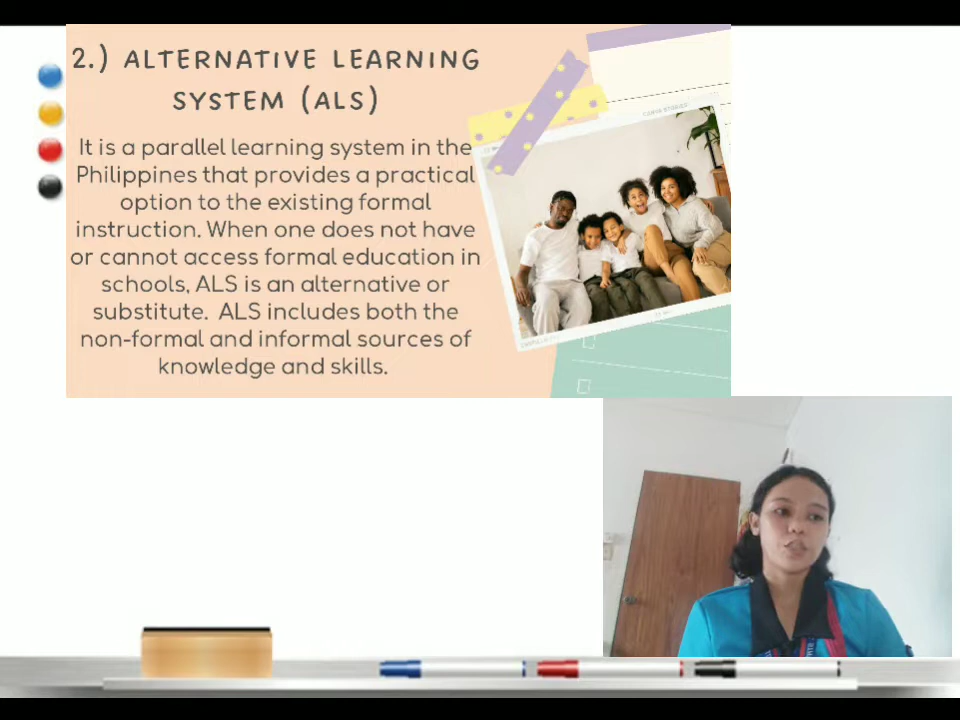 2.) ALTERNATIVE LEARNING
SYSTEM (ALS)
It is a parallel learning system in the
Philippines that provides a practical
option to the existing formal
instruction. When one does not have
or cannot access formal education in
schools, ALS is an alternative or
substitute. ALS includes both the
non-formal and informal sources of
knowledge and skills.